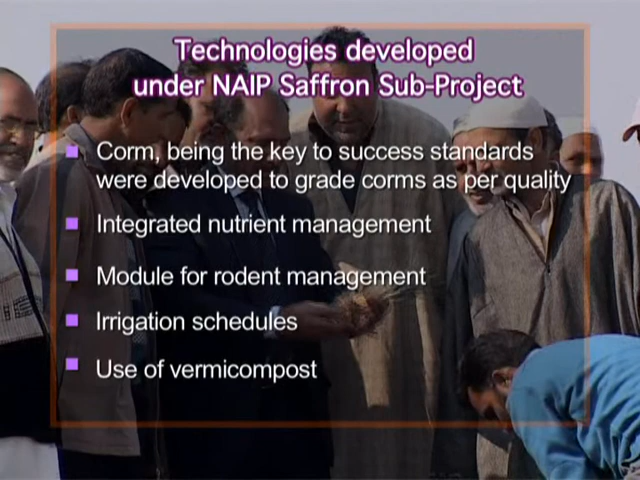 Technologies developed
under NAIP Saffron Sub-Project
Corm, being the key to success standards
were developed to grade corms as per quality
Integrated nutrient management
Module for rodent management
Irrigation schedules
Use of vermicompost